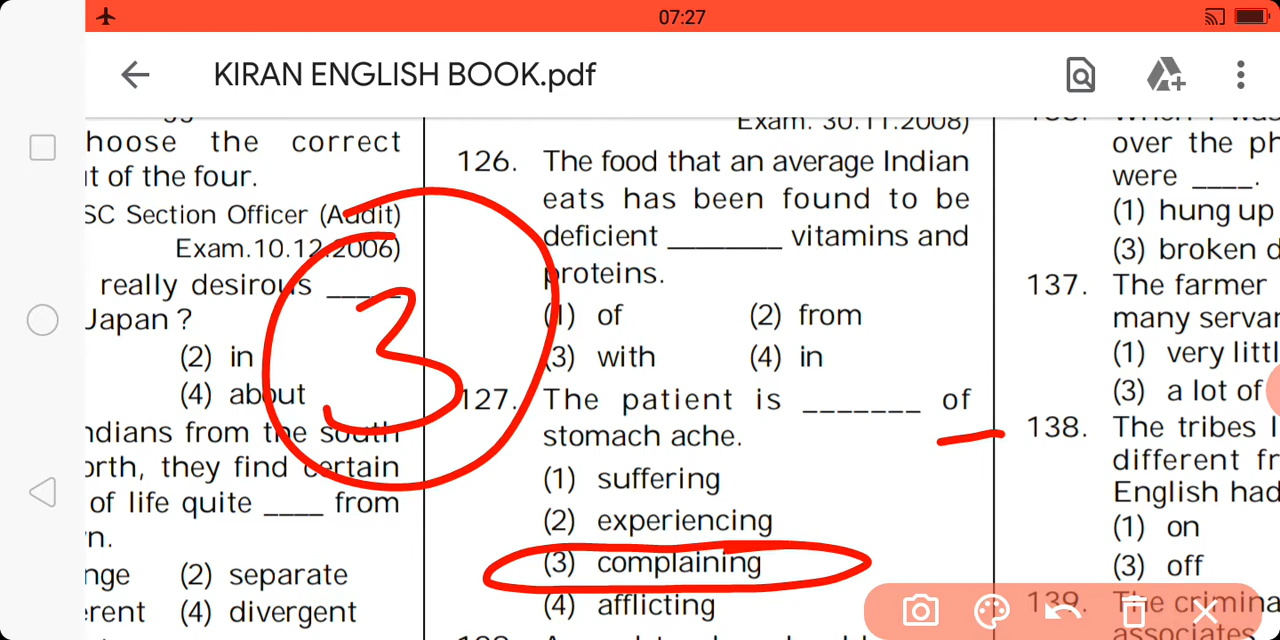 07:27
KIRAN ENGLISH BOOK.pdf
hoose the correct
t of the four.
SC Section Officer (Audit)
Exam.10.12.2006)
really desirous _____
Japan ?
(2) in
(4) about
ndians from the south
orth, they find certain
of life quite ____ from
n.
nge (2) separate
erent (4) divergent
3
Exam. 30.11.2008)
126. The food that an average Indian
eats has been found to be
deficient ________ vitamins and
proteins.
(1) of (2) from
(3) with (4) in
127. The patient is _______ of
stomach ache.
(1) suffering
(2) experiencing
(3) complaining
(4) afflicting
over the ph
were ____.
(1) hung up
(3) broken d
137. The farmer
many servan
(1) very littl
(3) a lot of
138. The tribes l
different fr
English had
(1) on
(3) off
139. The crimina
associates